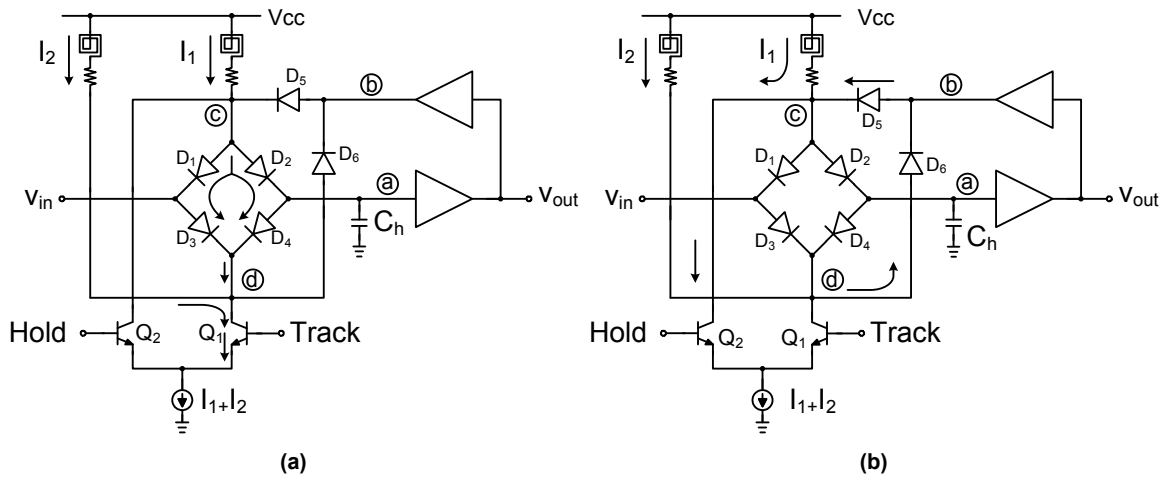 Vcc
I2
I1
D5
b
c
D1
D2
D6
a
vin
vout
D3
D4
Ch
d
Hold
Q2
Q1
Track
I1+I2
(a)
Vcc
I2
I1
b
D5
c
D1
D2
D6
a
vin
vout
D3
D4
Ch
d
Hold
Q2
Q1
Track
I1+I2
(b)